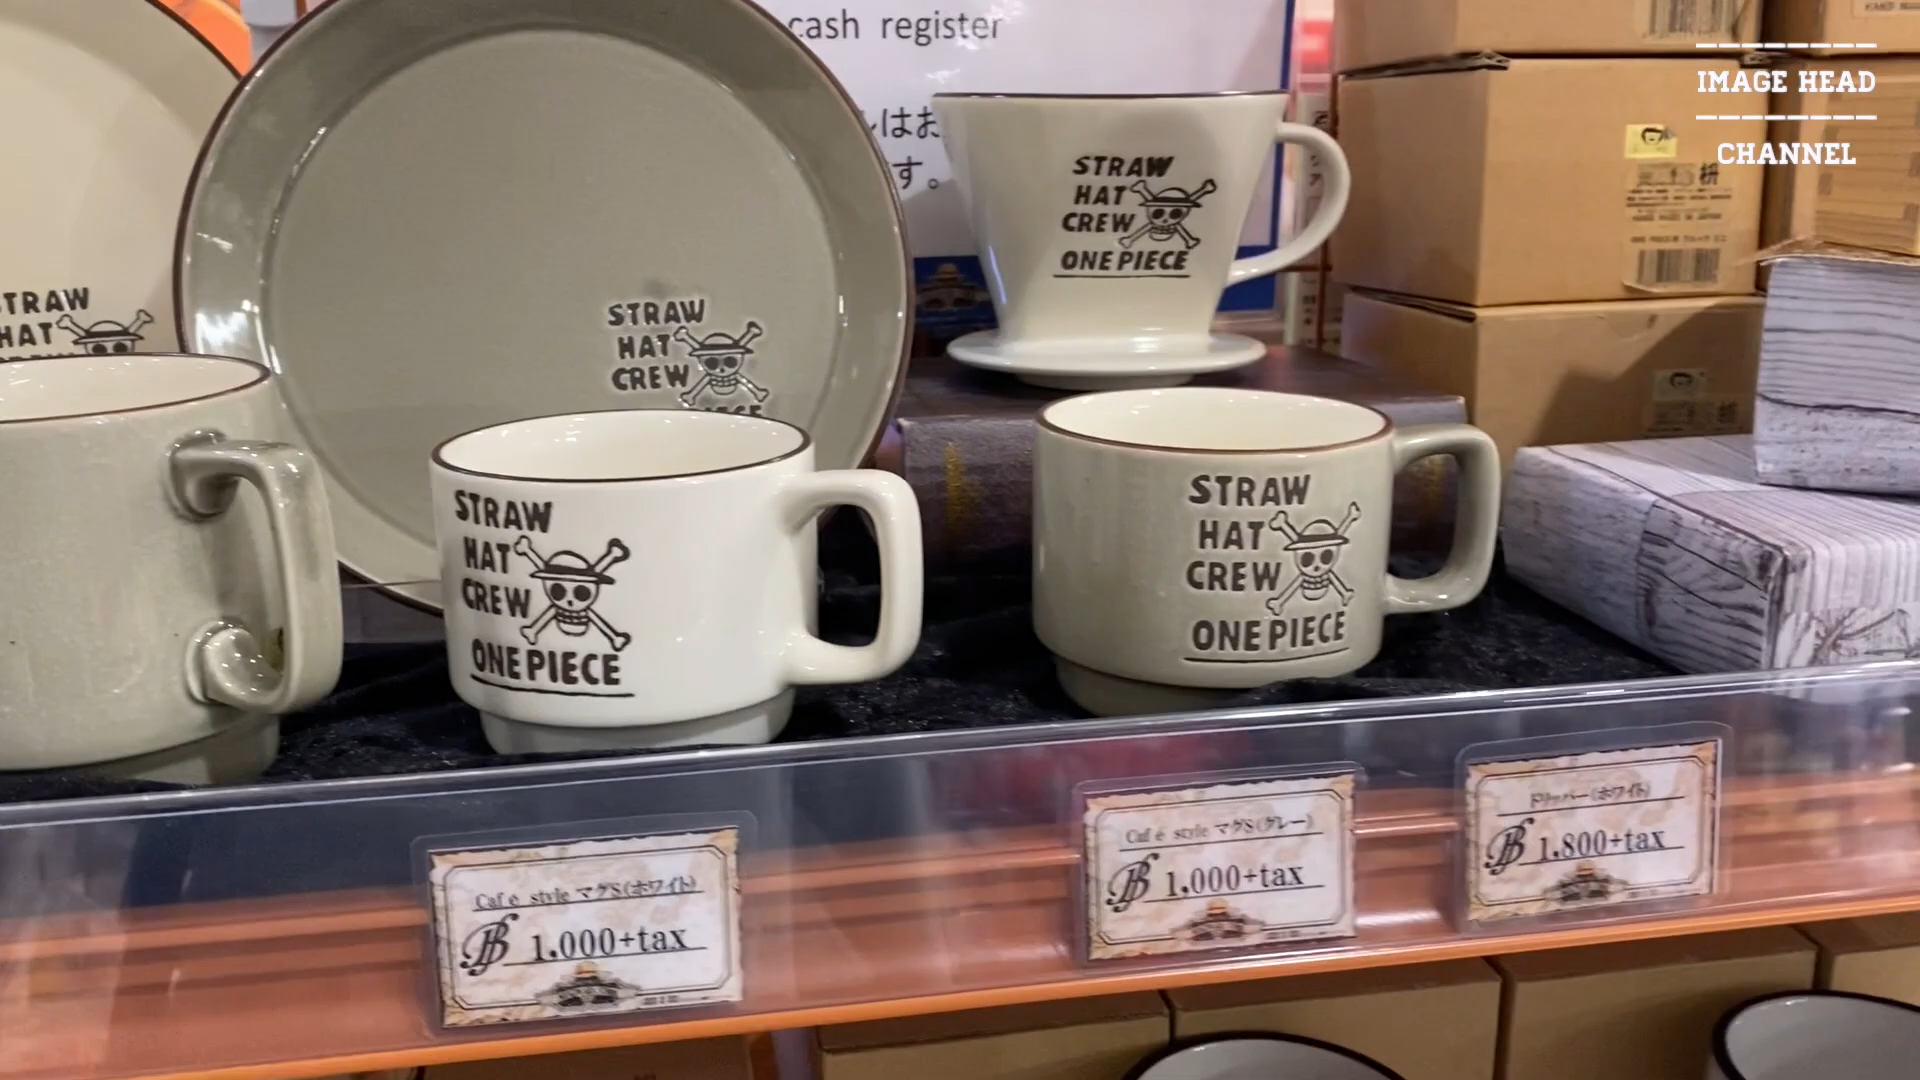 cash register
IMAGE HEAD
CHANNEL
はお
す。
STRAW
HAT
CREW
ONE PIECE
STRAW
HAT
STRAW
HAT
CREW
STRAW
HAT
CREW
ONE PIECE
STRAW
HAT
CREW
ONE PIECE
Café style マグS(ホワイト)
1,000+tax
Café style マグS(グレー)
1,000+tax
ドリッパー(ホワイト)
1,800+tax